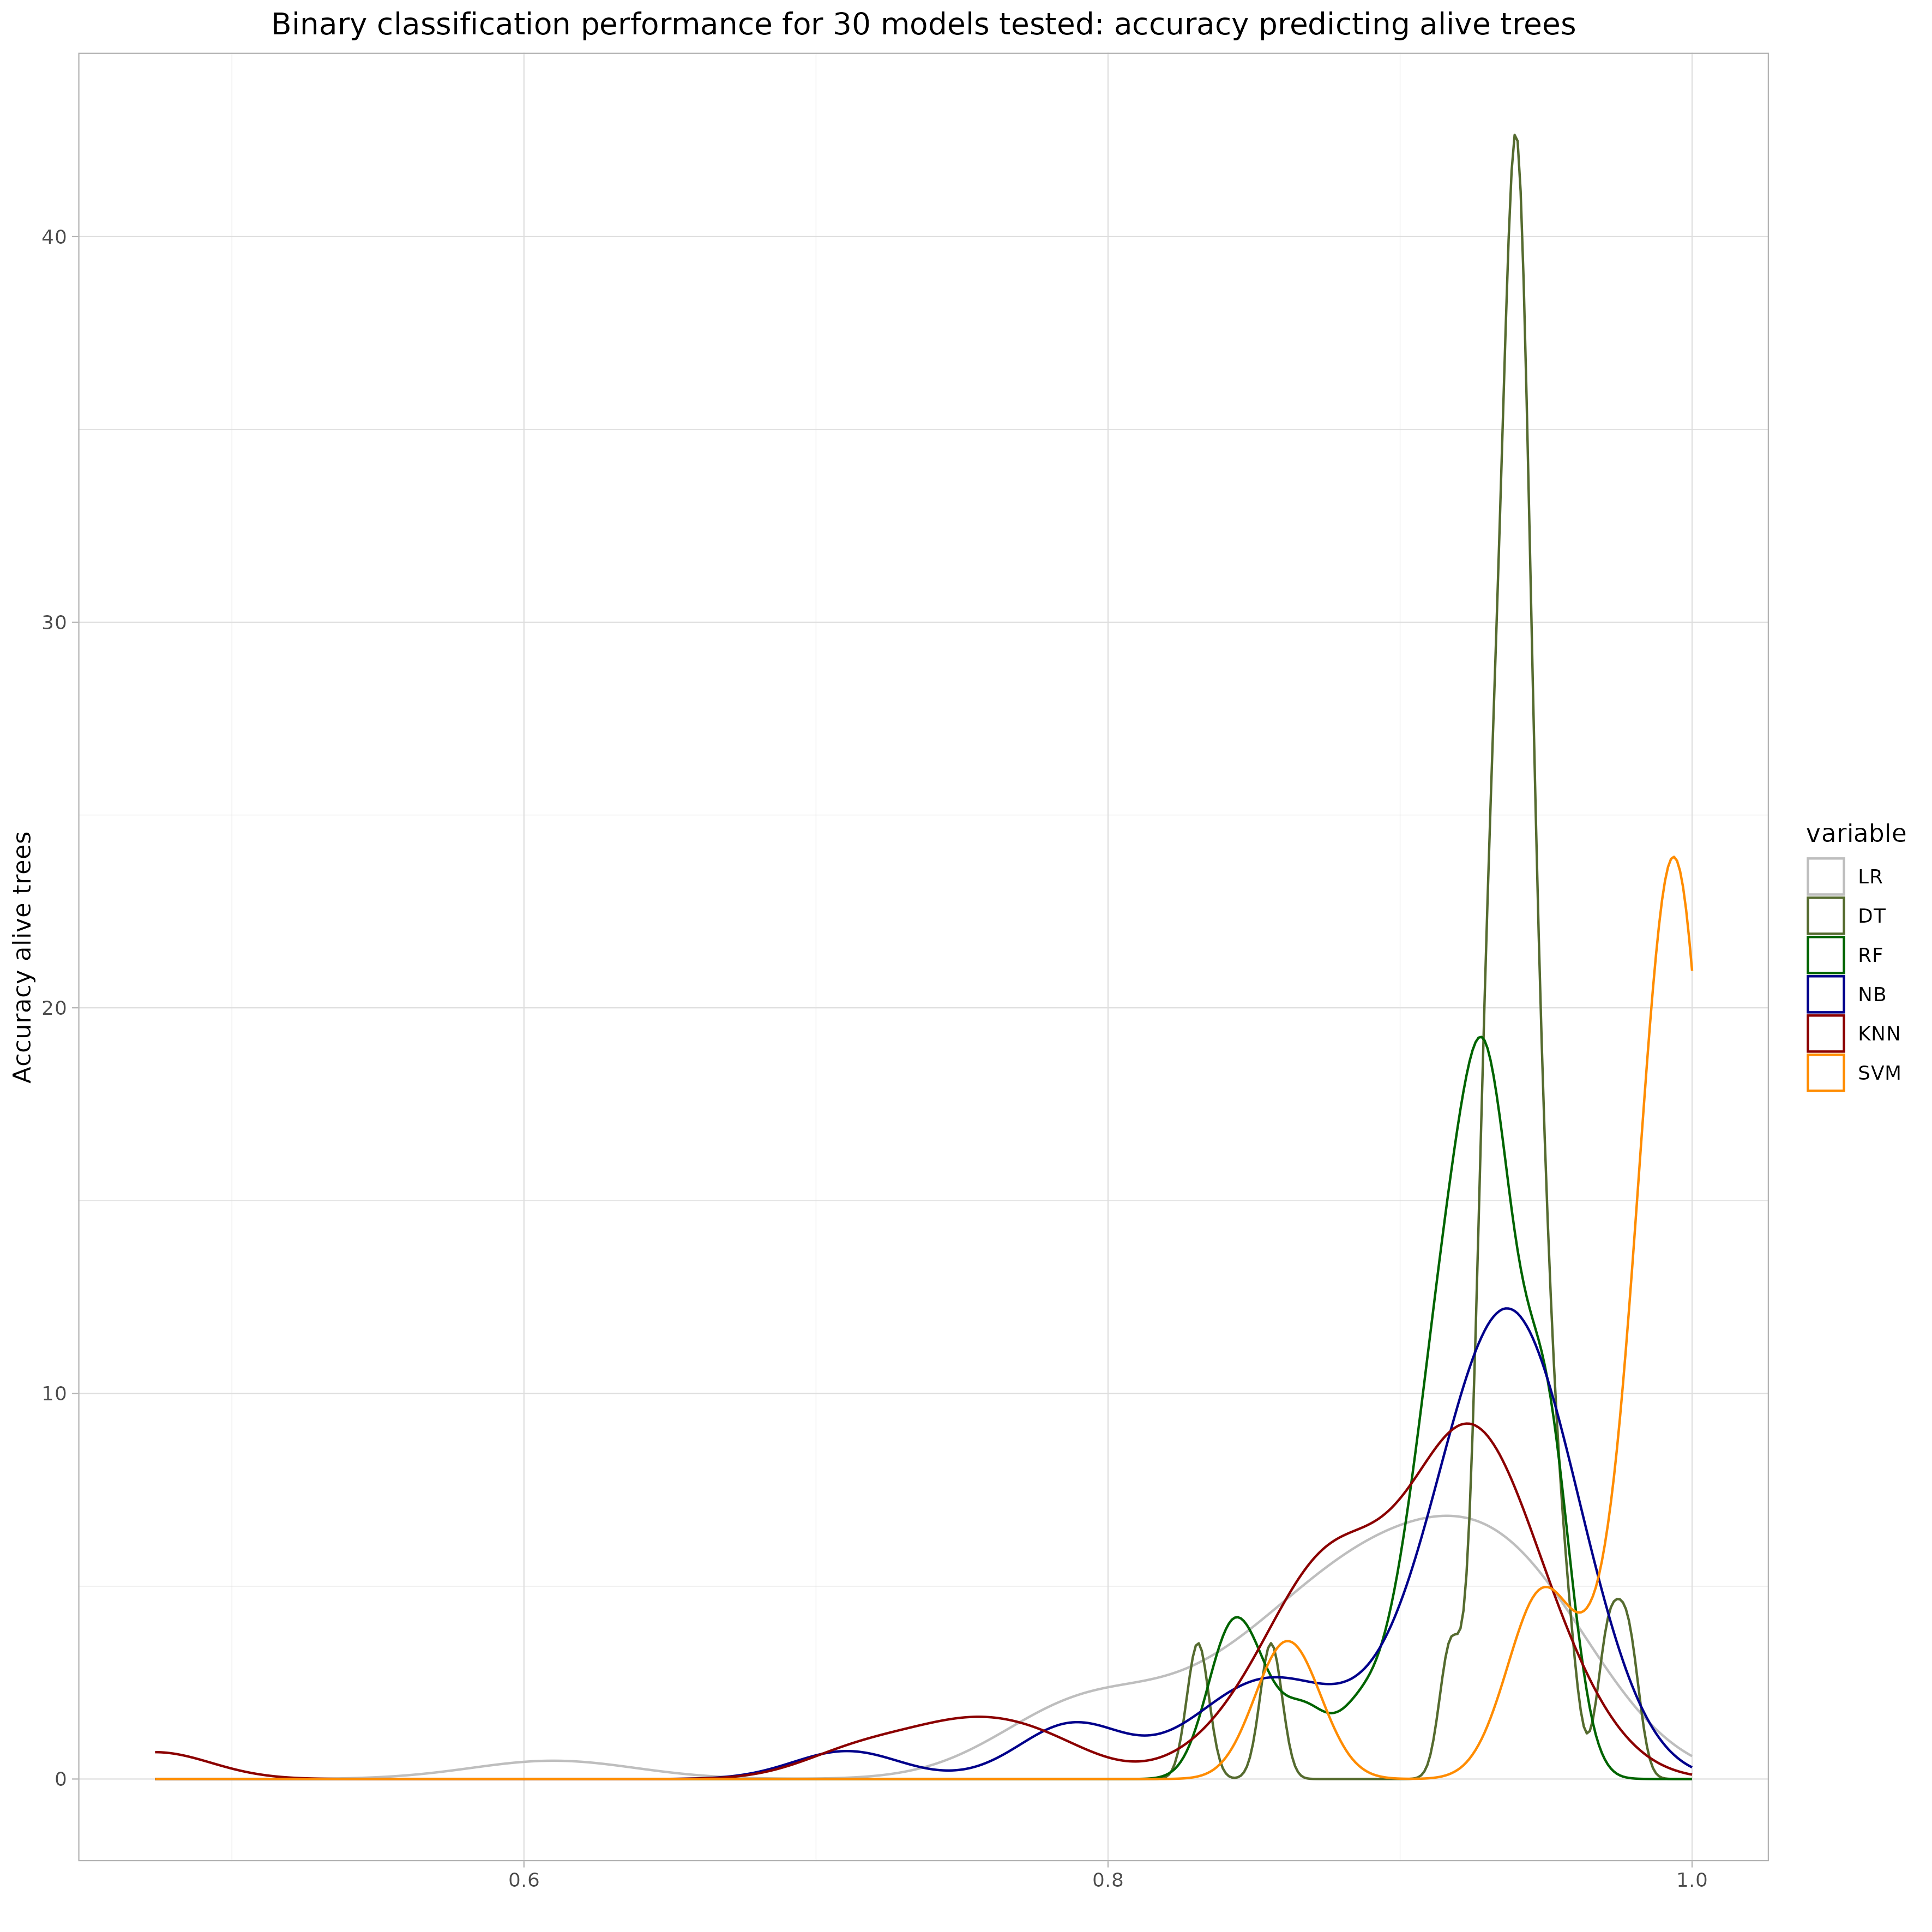 Binary classification performance for 30 models tested: accuracy predicting alive trees
Accuracy alive trees
40
30
20
10
0
0.6
0.8
1.0
variable
LR
DT
RF
NB
KNN
SVM